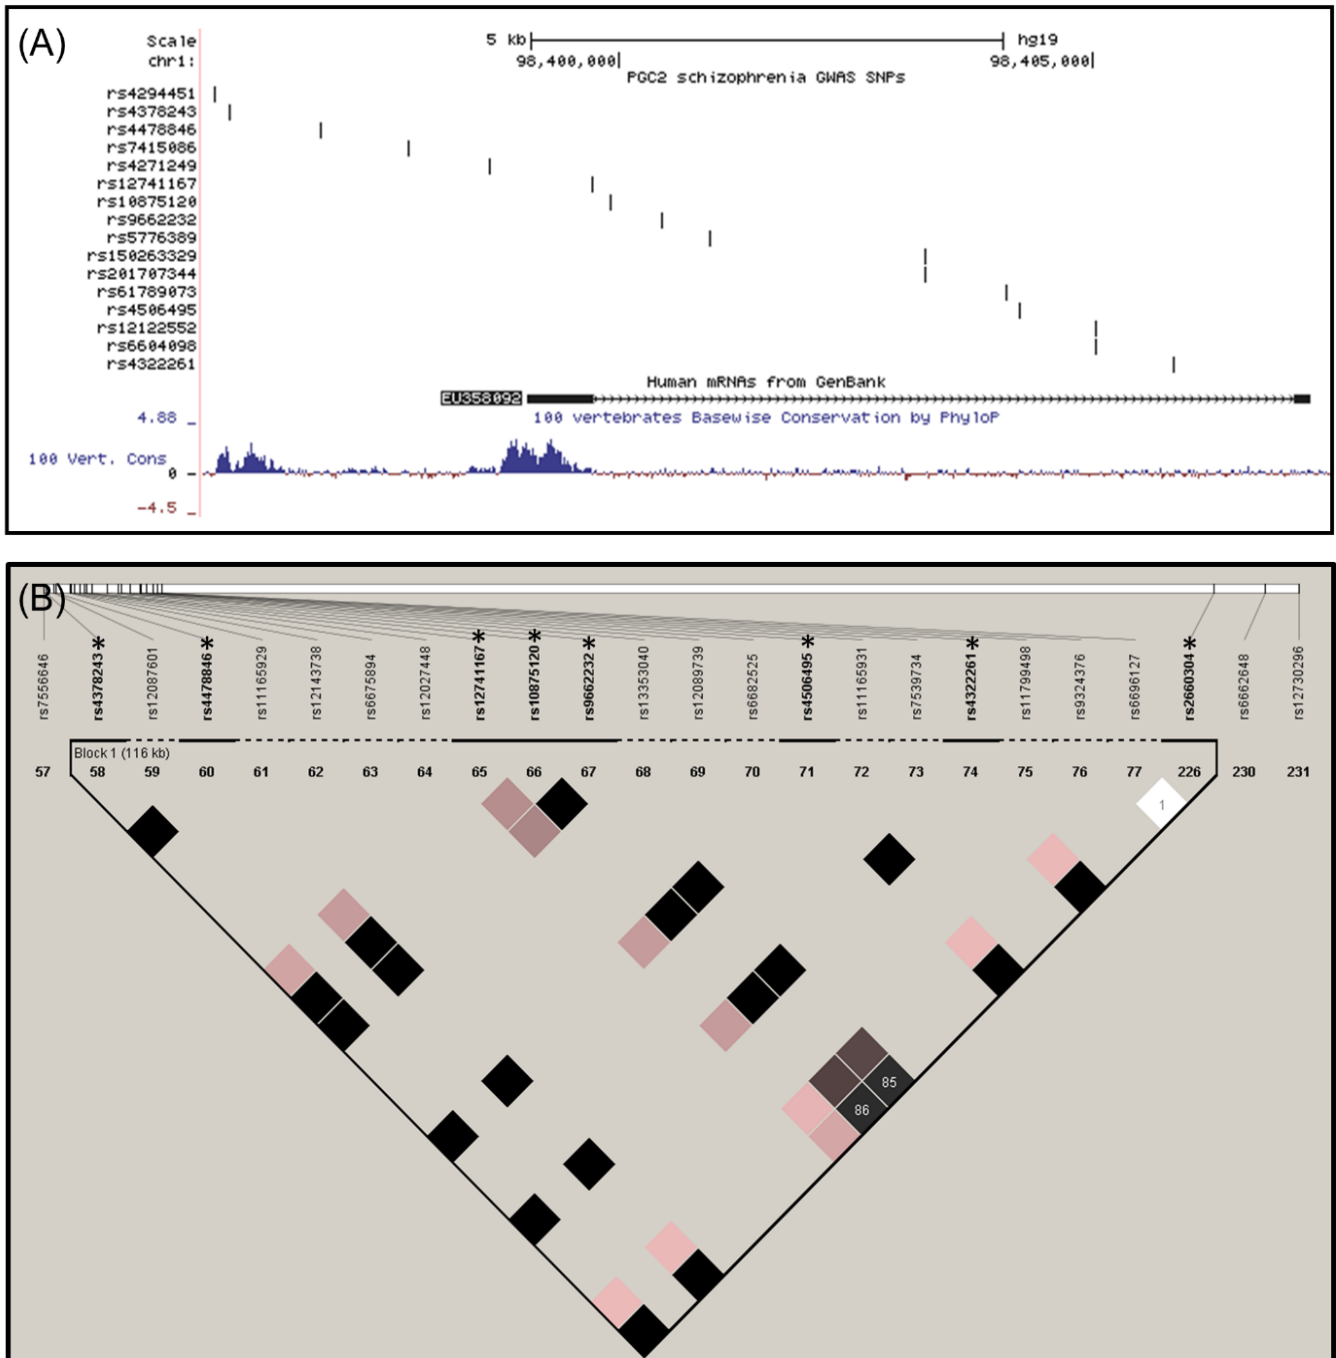 (A)
Scale 5 kb hg19
chr1: 98,400,000 98,405,000
PGC2 schizophrenia GWAS SNPs
rs4294451
rs4378243
rs4478846
rs7415086
rs4271249
rs12741167
rs10875120
rs9662232
rs5776389
rs150263329
rs201707344
rs61789073
rs4506495
rs12122552
rs6604098
rs4322261
Human mRNAs from GenBank
EU358092
4.88 _ 100 vertebrates Basewise Conservation by PhyloP
100 Vert. Cons
0 -
-4.5 _
(B)
rs7556646
rs4378243 *
rs12087601
rs4478846 *
rs11165929
rs12143738
rs6675894
rs12027448
rs12741167 *
rs10875120 *
rs9662232 *
rs13353040
rs12089739
rs6682525
rs4506495 *
rs11165931
rs7539734
rs4322261 *
rs11799498
rs9324376
rs6696127
rs2660304 *
rs6662648
rs12730296
Block 1 (116 kb)
57 58 59 60 61 62 63 64 65 66 67 68 69 70 71 72 73 74 75 76 77 226 230 231
1
85
86